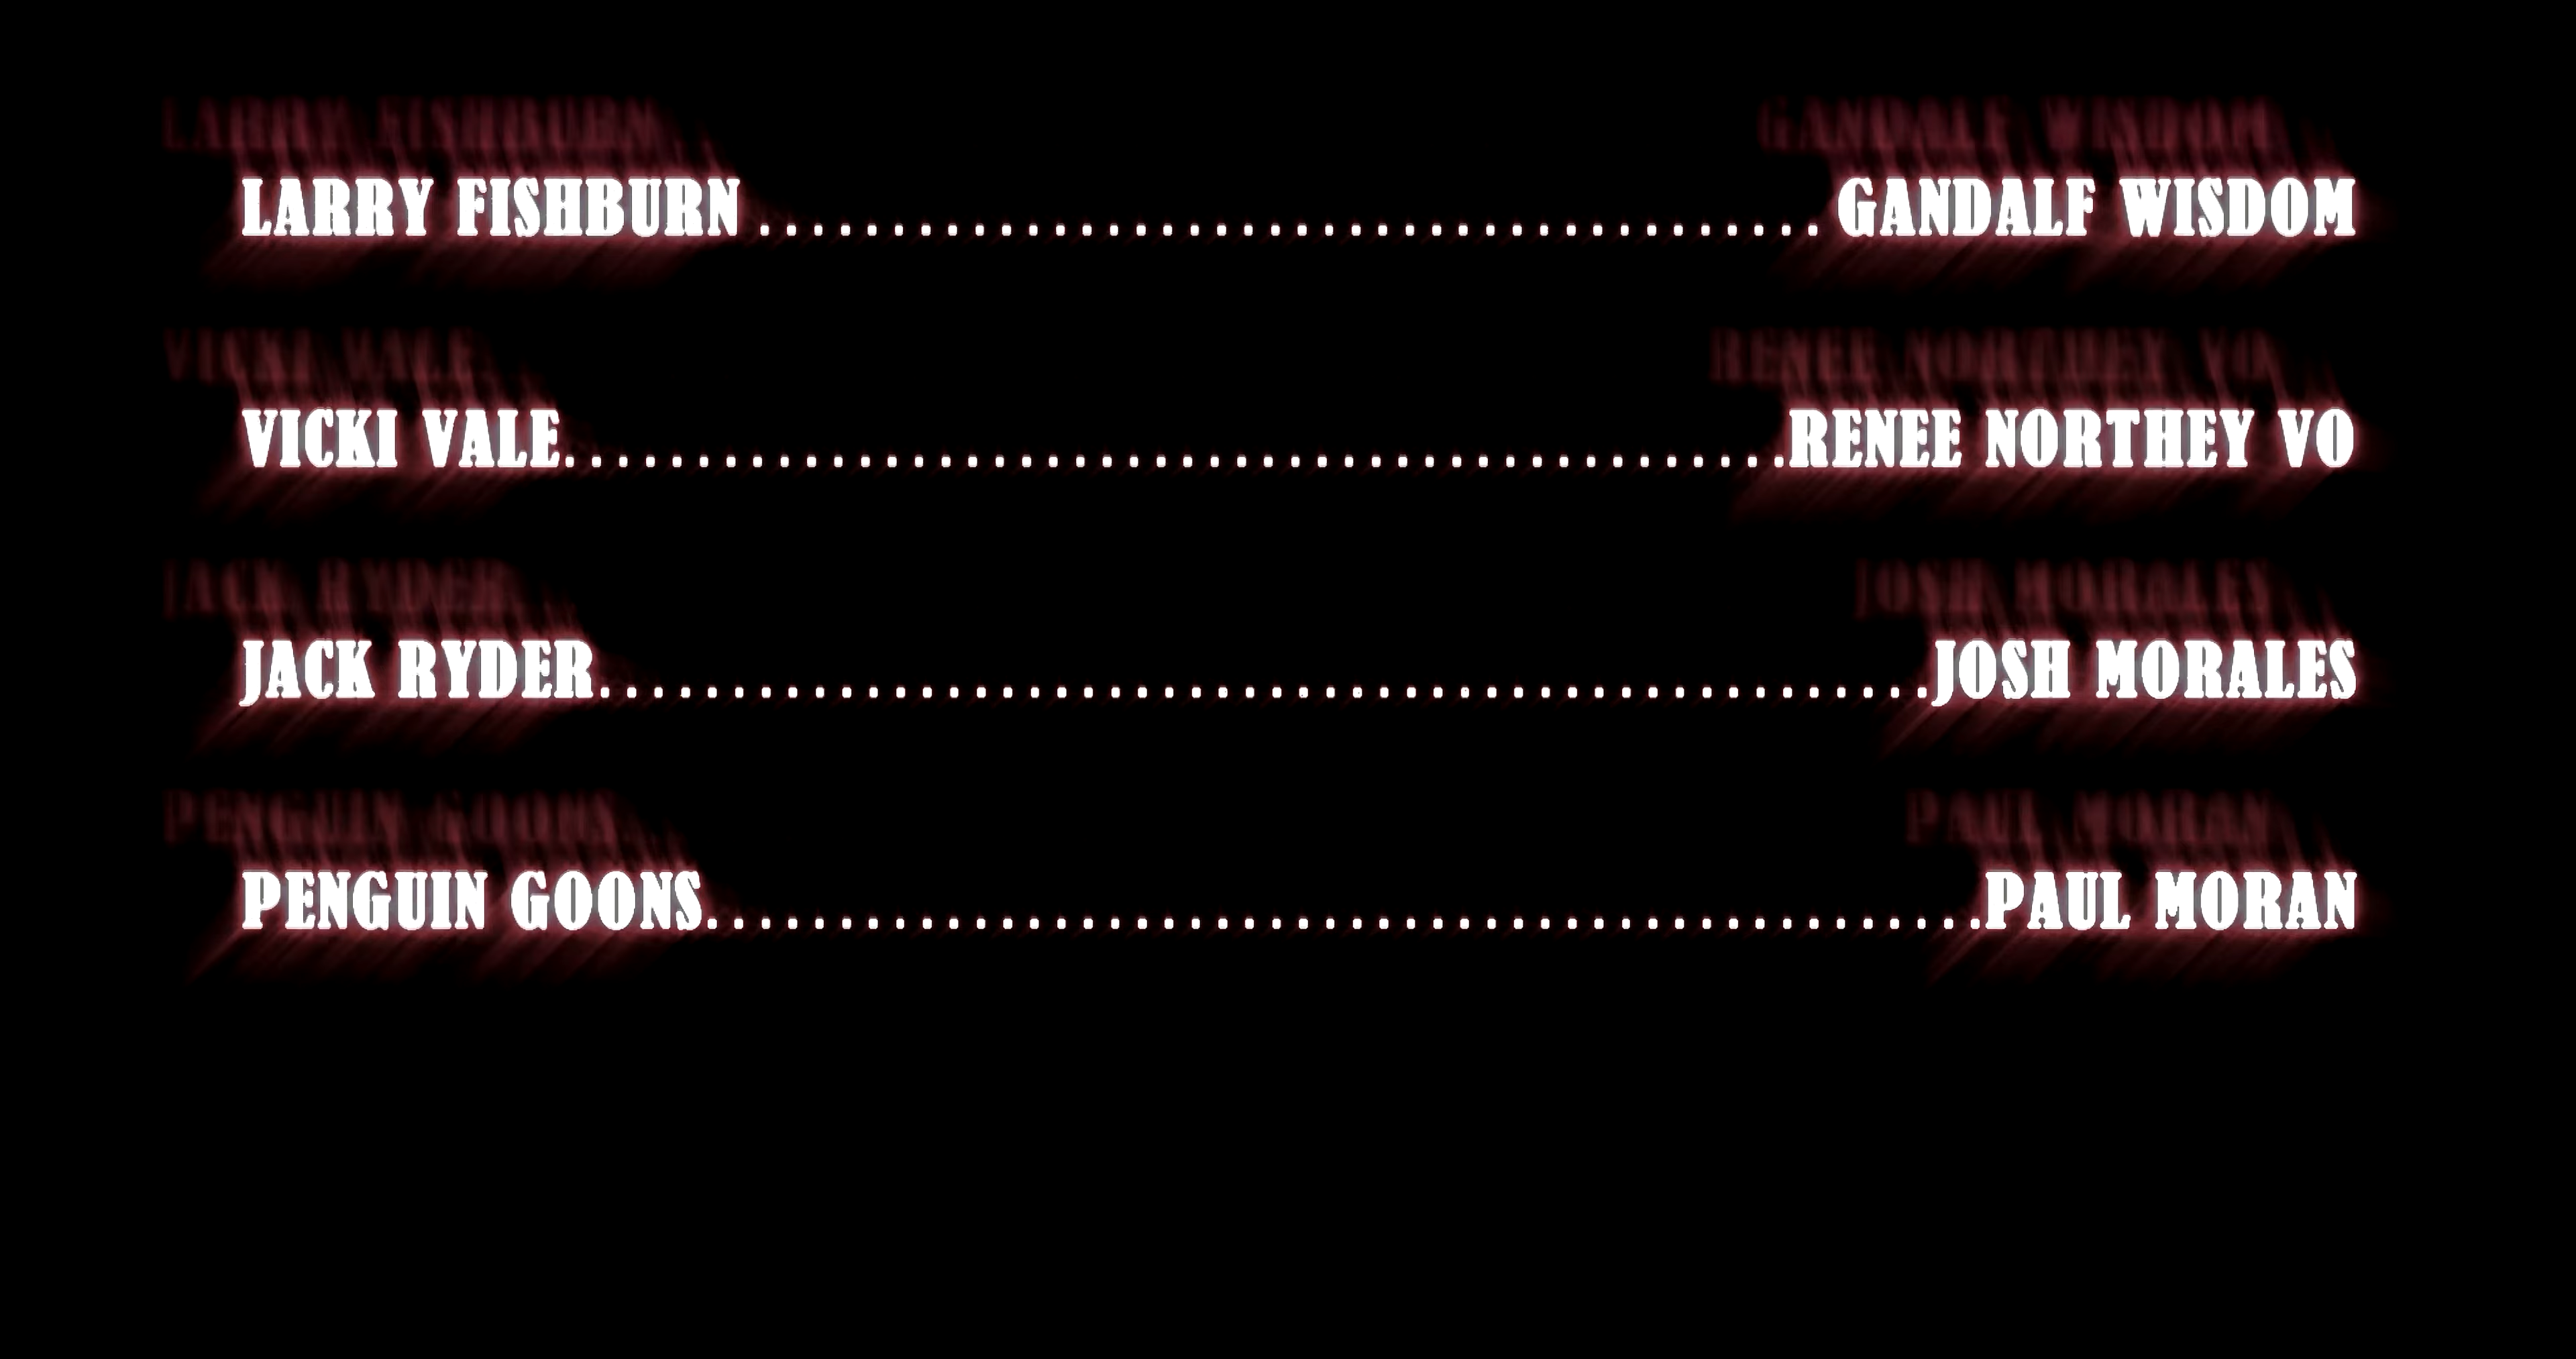 LARRY FISHBURN ........................................ GANDALF WISDOM
VICKI VALE..............................................RENEE NORTHEY VO
JACK RYDER..................................................JOSH MORALES
PENGUIN GOONS................................................PAUL MORAN